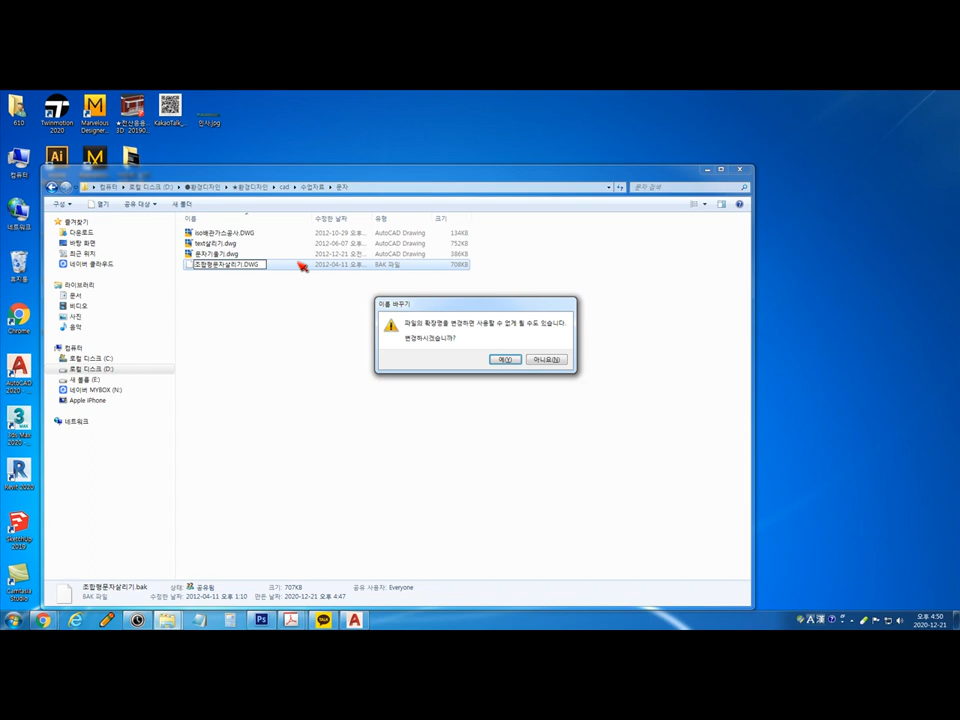 610
Twinmotion 2020
Marvelous Designer...
★전산응용... 3D_20190...
KakaoTalk_...
인사.jpg
컴퓨터
네트워크
휴지통
Chrome
AutoCAD 2020 -...
3ds Max 2020 -...
Revit 2020
SketchUp 2019
Camtasia Studio
컴퓨터 ▸ 로컬 디스크 (D:) ▸ ●환경디자인 ▸ ★환경디자인 ▸ cad ▸ 수업자료 ▸ 문자
문자 검색
구성 열기 공유 대상 새 폴더
이름 수정한 날짜 유형 크기
iso배관가스공사.DWG 2012-10-29 오후... AutoCAD Drawing 134KB
text살리기.dwg 2012-06-07 오후... AutoCAD Drawing 752KB
문자기울기.dwg 2012-12-21 오전... AutoCAD Drawing 386KB
조합형문자살리기.DWG 2012-04-11 오후... BAK 파일 708KB
즐겨찾기
다운로드
바탕 화면
최근 위치
네이버 클라우드
라이브러리
문서
비디오
사진
음악
컴퓨터
로컬 디스크 (C:)
로컬 디스크 (D:)
새 볼륨 (E:)
네이버 MYBOX (N:)
Apple iPhone
네트워크
이름 바꾸기
파일의 확장명을 변경하면 사용할 수 없게 될 수도 있습니다.
변경하시겠습니까?
예(Y) 아니요(N)
조합형문자살리기.bak 상태: 공유됨 크기: 707KB 공유 사용자: Everyone
BAK 파일 수정한 날짜: 2012-04-11 오후 1:10 만든 날짜: 2020-12-21 오후 4:47
A 漢
오후 4:50
2020-12-21